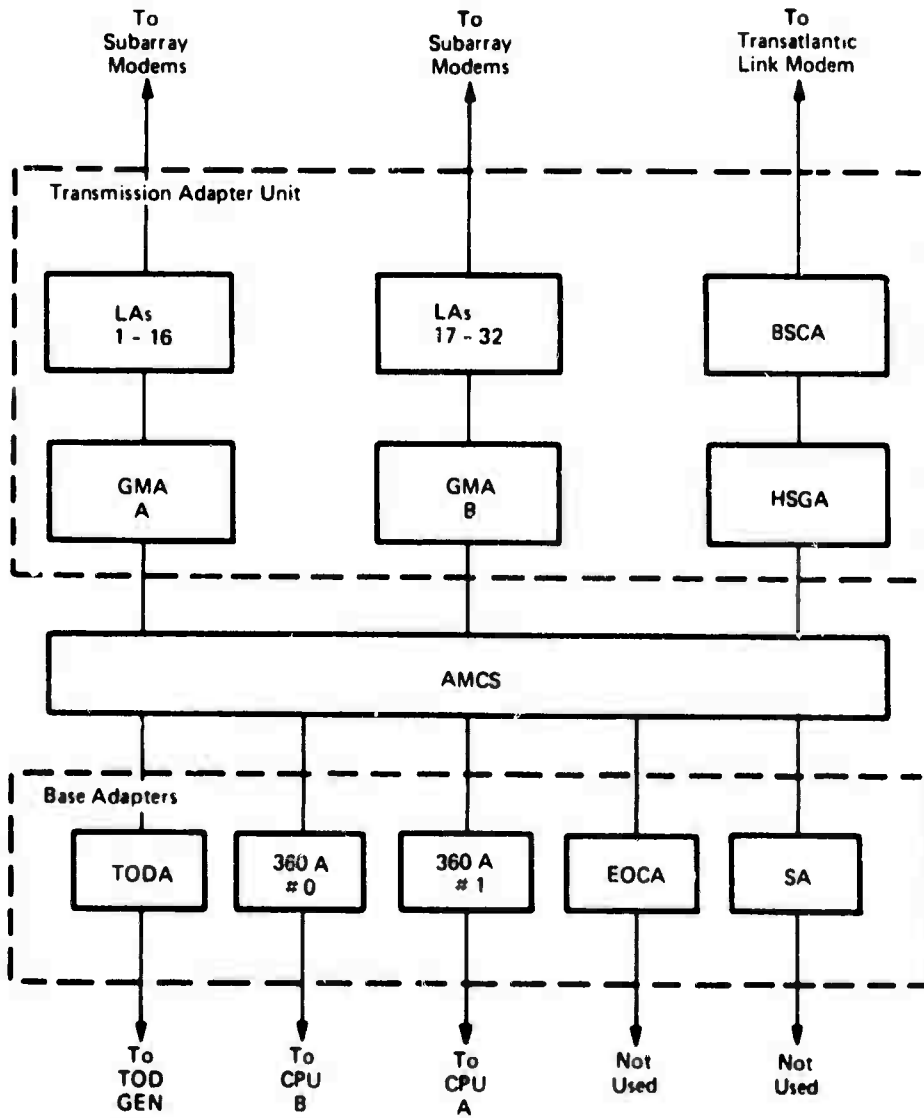 To
Subarray
Modems
To
Subarray
Modems
To
Transatlantic
Link Modem
Transmission Adapter Unit
LAs
1 - 16
LAs
17 - 32
BSCA
GMA
A
GMA
B
HSGA
AMCS
Base Adapters
TODA
360 A
# 0
360 A
# 1
EOCA
SA
To
TOD
GEN
To
CPU
B
To
CPU
A
Not
Used
Not
Used